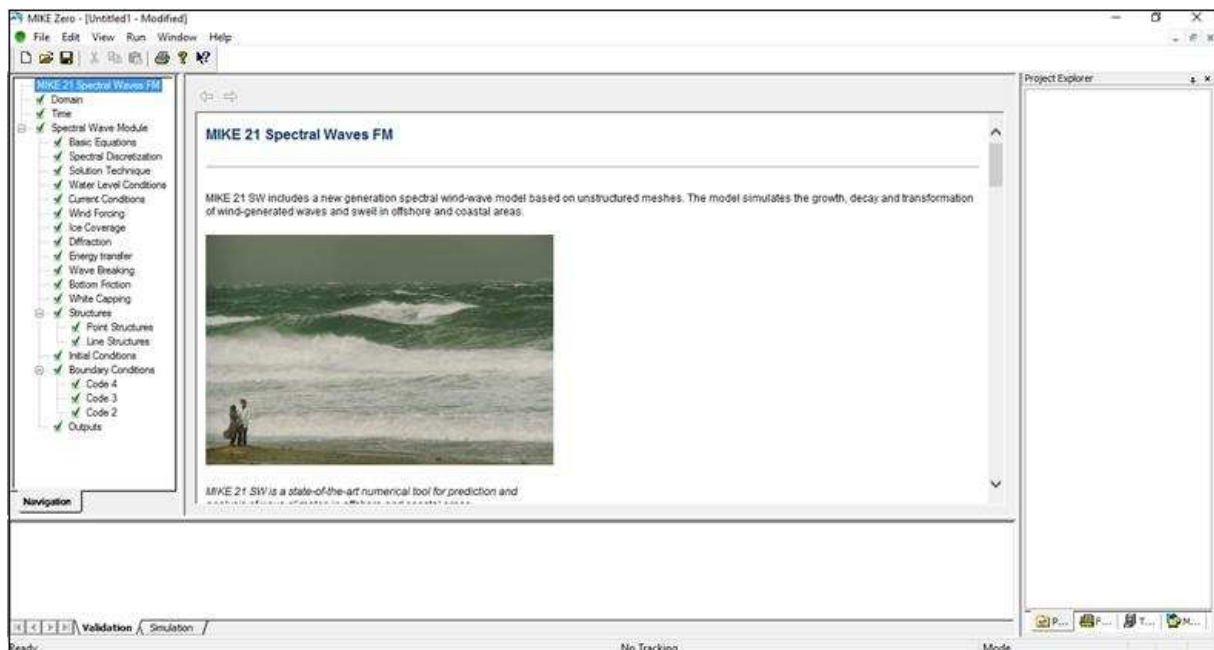 MIKE Zero - [Untitled1 - Modified]
File Edit View Run Window Help
MIKE 21 Spectral Waves FM
Domain
Time
Spectral Wave Module
Basic Equations
Spectral Discretization
Solution Technique
Water Level Conditions
Current Conditions
Wind Forcing
Ice Coverage
Diffraction
Energy transfer
Wave Breaking
Bottom Friction
White Capping
Structures
Point Structures
Line Structures
Initial Conditions
Boundary Conditions
Code 4
Code 3
Code 2
Outputs
Navigation
MIKE 21 Spectral Waves FM
MIKE 21 SW includes a new generation spectral wind-wave model based on unstructured meshes. The model simulates the growth, decay and transformation
of wind-generated waves and swell in offshore and coastal areas.
MIKE 21 SW is a state-of-the-art numerical tool for prediction and
Project Explorer
P... F... T... M...
Validation Simulation
Ready No Tracking Mode